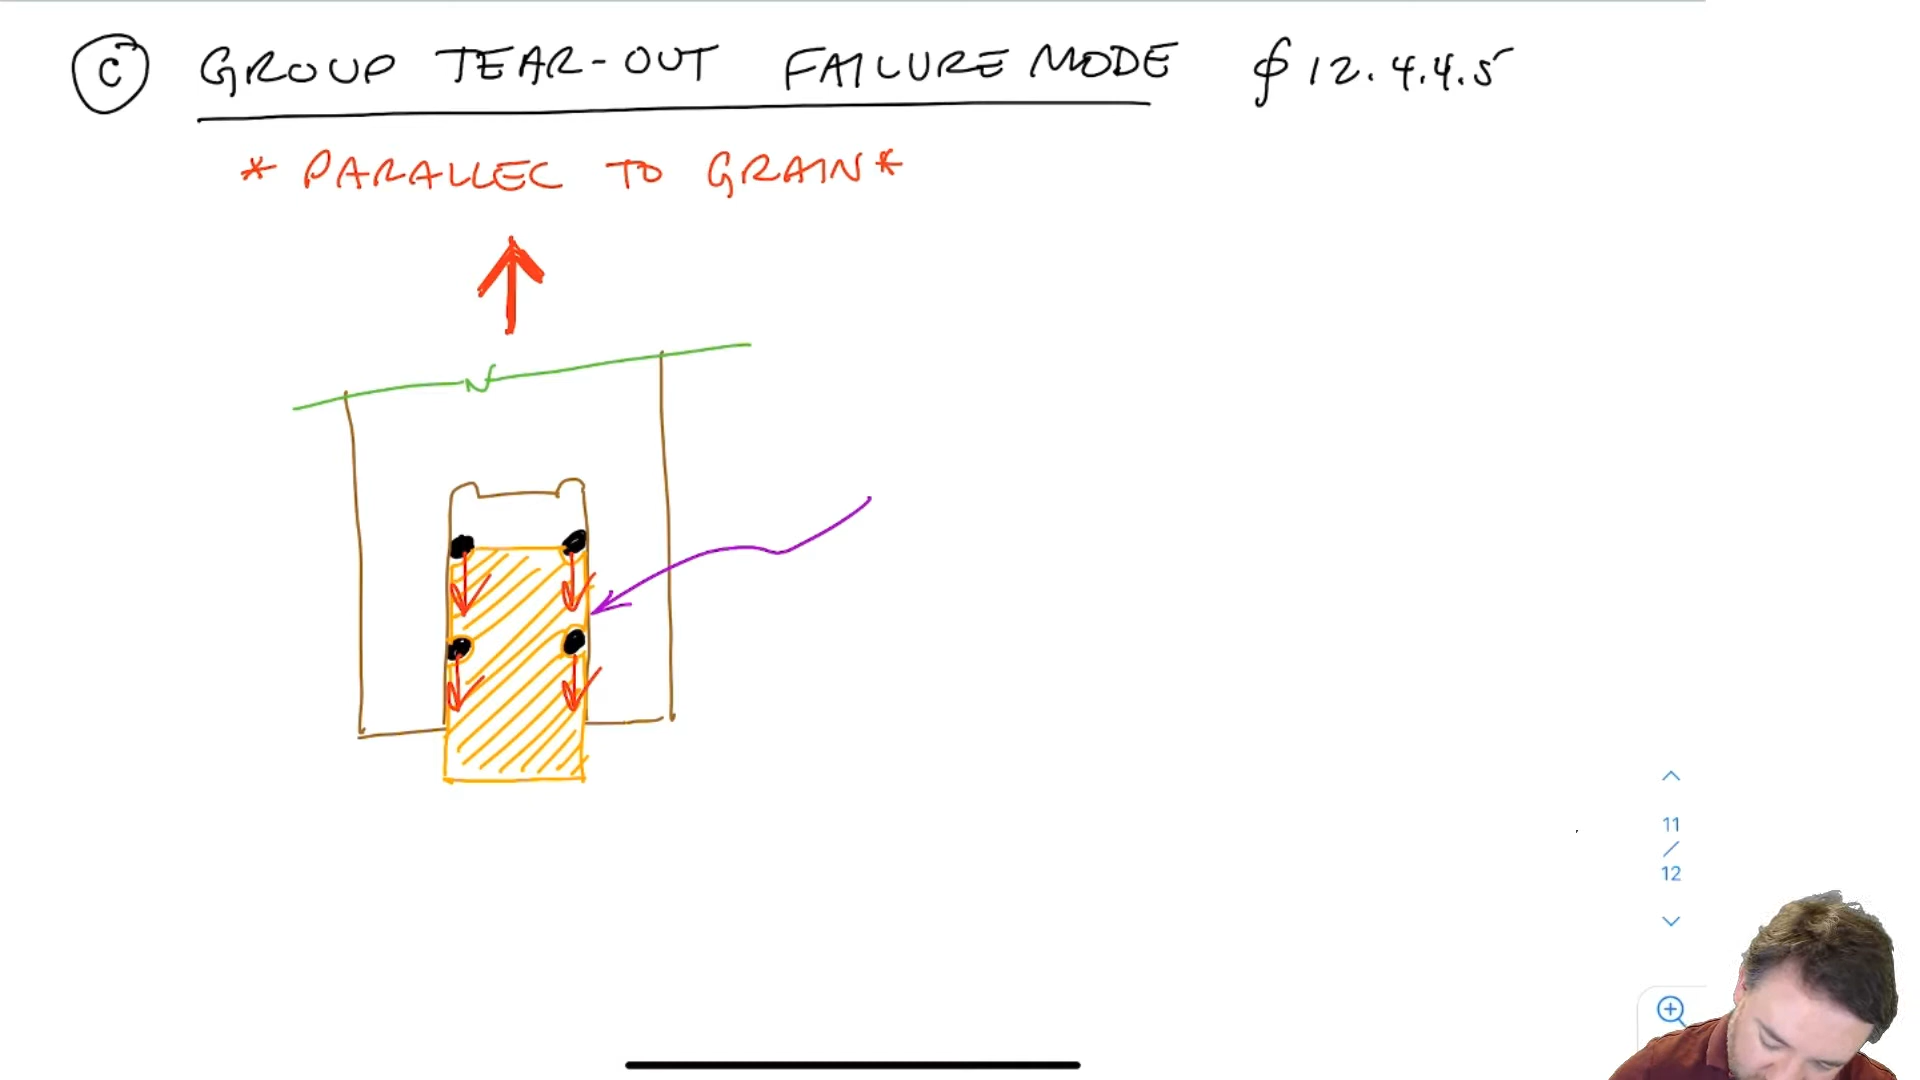 C GROUP TEAR-OUT FAILURE MODE § 12.4.4.5
* PARALLEL TO GRAIN *
11
/
12